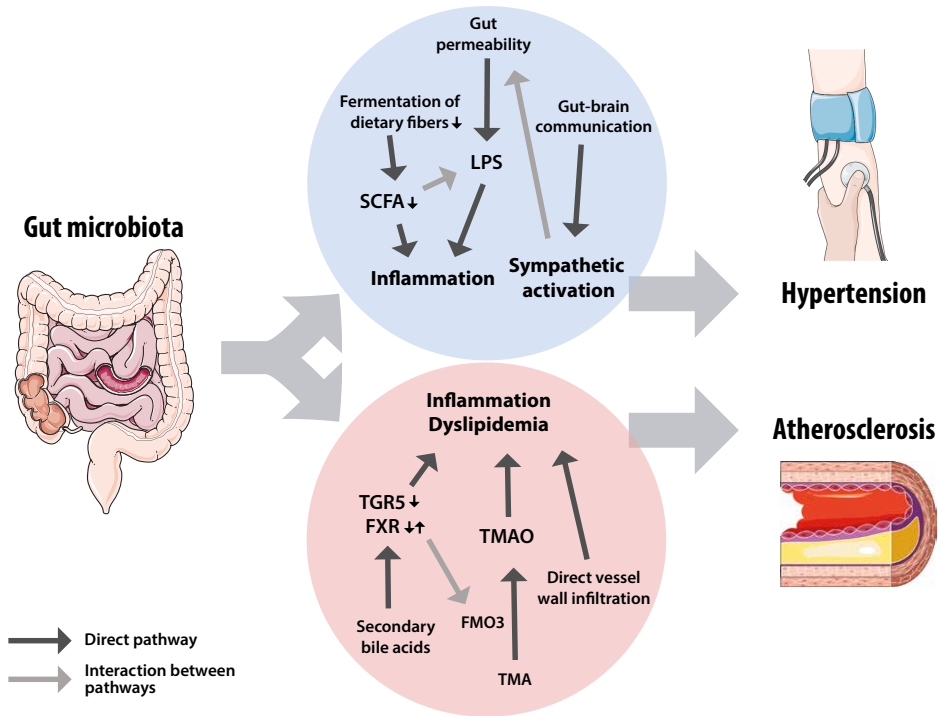 Gut microbiota
Gut
permeability
Fermentation of
dietary fibers ↓
Gut-brain
communication
LPS
SCFA ↓
Inflammation
Sympathetic
activation
Hypertension
Inflammation
Dyslipidemia
Atherosclerosis
TGR5 ↓
FXR ↓↑
TMAO
Direct vessel
wall infiltration
Secondary
bile acids
FMO3
TMA
Direct pathway
Interaction between
pathways